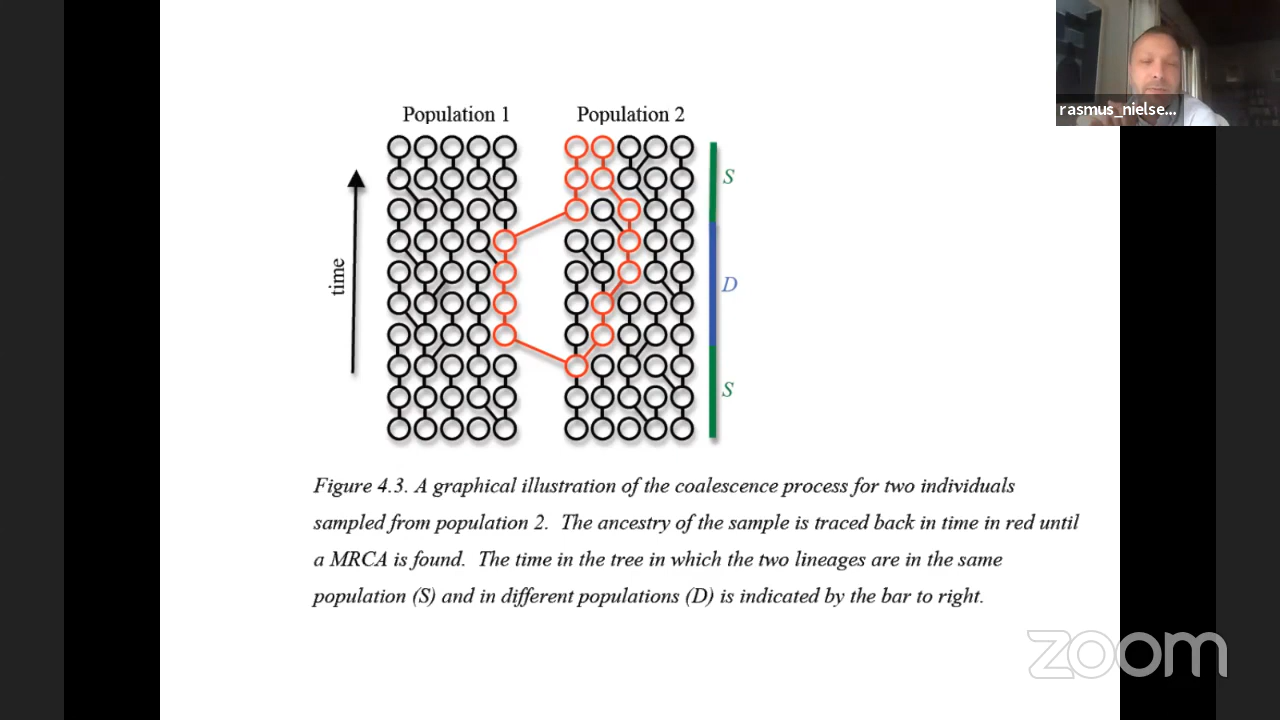 rasmus_nielse...
Population 1
Population 2
S
time
D
S
Figure 4.3. A graphical illustration of the coalescence process for two individuals
sampled from population 2. The ancestry of the sample is traced back in time in red until
a MRCA is found. The time in the tree in which the two lineages are in the same
population (S) and in different populations (D) is indicated by the bar to right.
zoom